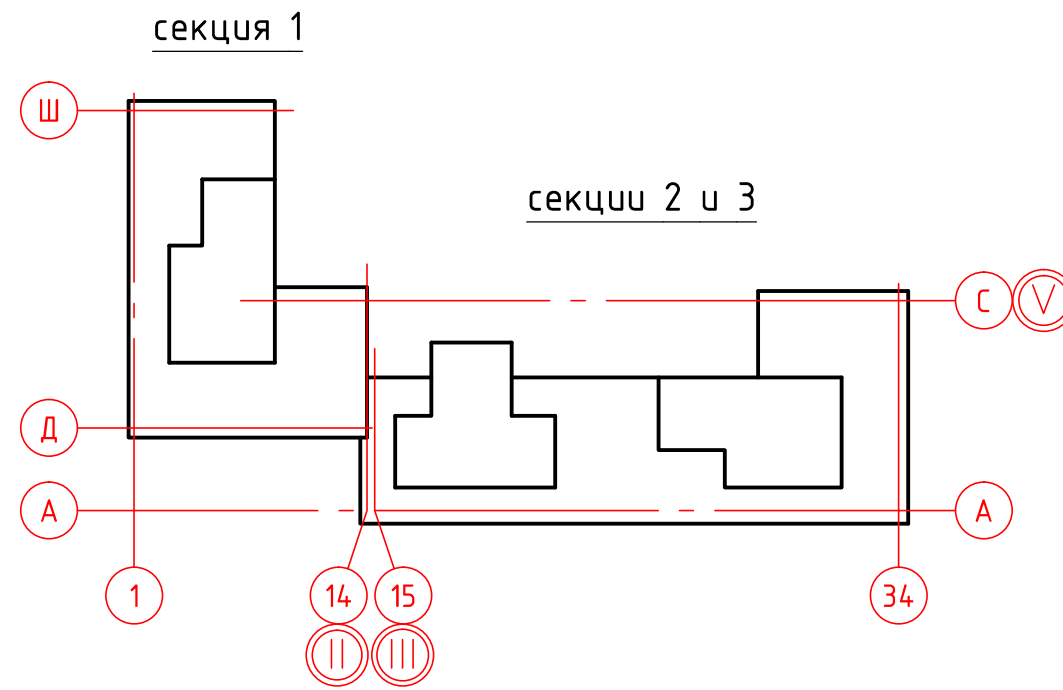 секция 1
Ш
секции 2 и 3
С V
Д
А А
1 14 15 34
II III